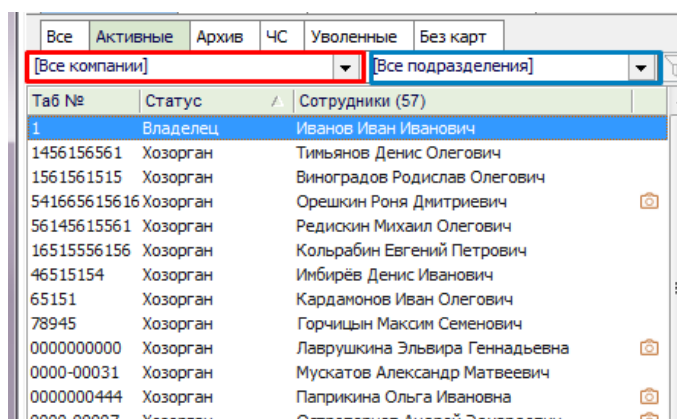 Все Активные Архив ЧС Уволенные Без карт
[Все компании] [Все подразделения]
Таб № Статус Сотрудники (57)
1 Владелец Иванов Иван Иванович
1456156561 Хозорган Тимьянов Денис Олегович
1561561515 Хозорган Виноградов Родислав Олегович
541665615616 Хозорган Орешкин Роня Дмитриевич
56145615561 Хозорган Редискин Михаил Олегович
16515556156 Хозорган Кольрабин Евгений Петрович
46515154 Хозорган Имбирёв Денис Иванович
65151 Хозорган Кардамонов Иван Олегович
78945 Хозорган Горчицын Максим Семенович
0000000000 Хозорган Лаврушкина Эльвира Геннадьевна
0000-00031 Хозорган Мускатов Александр Матвеевич
0000000444 Хозорган Паприкина Ольга Ивановна